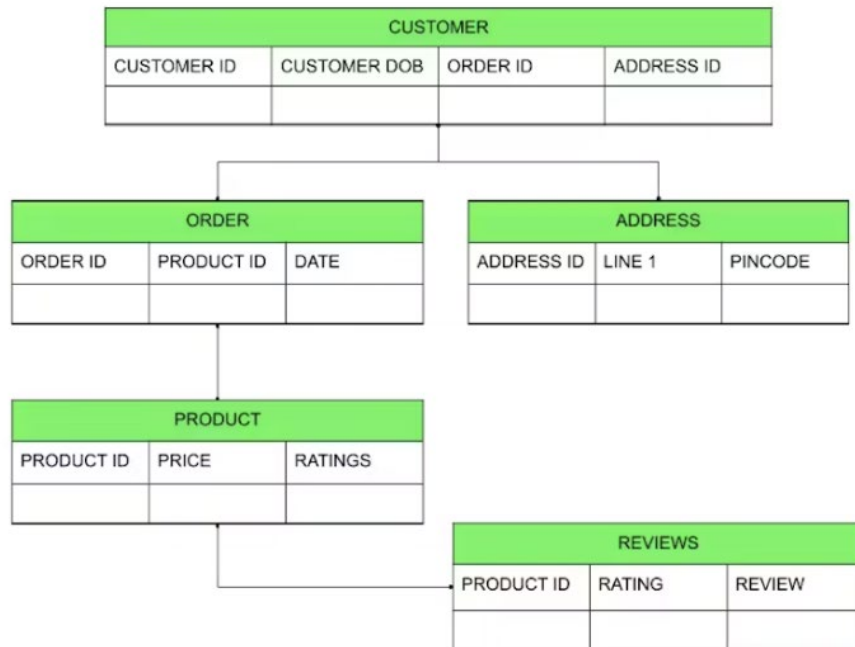 CUSTOMER
CUSTOMER ID CUSTOMER DOB ORDER ID ADDRESS ID
ORDER
ORDER ID PRODUCT ID DATE
ADDRESS
ADDRESS ID LINE 1 PINCODE
PRODUCT
PRODUCT ID PRICE RATINGS
REVIEWS
PRODUCT ID RATING REVIEW